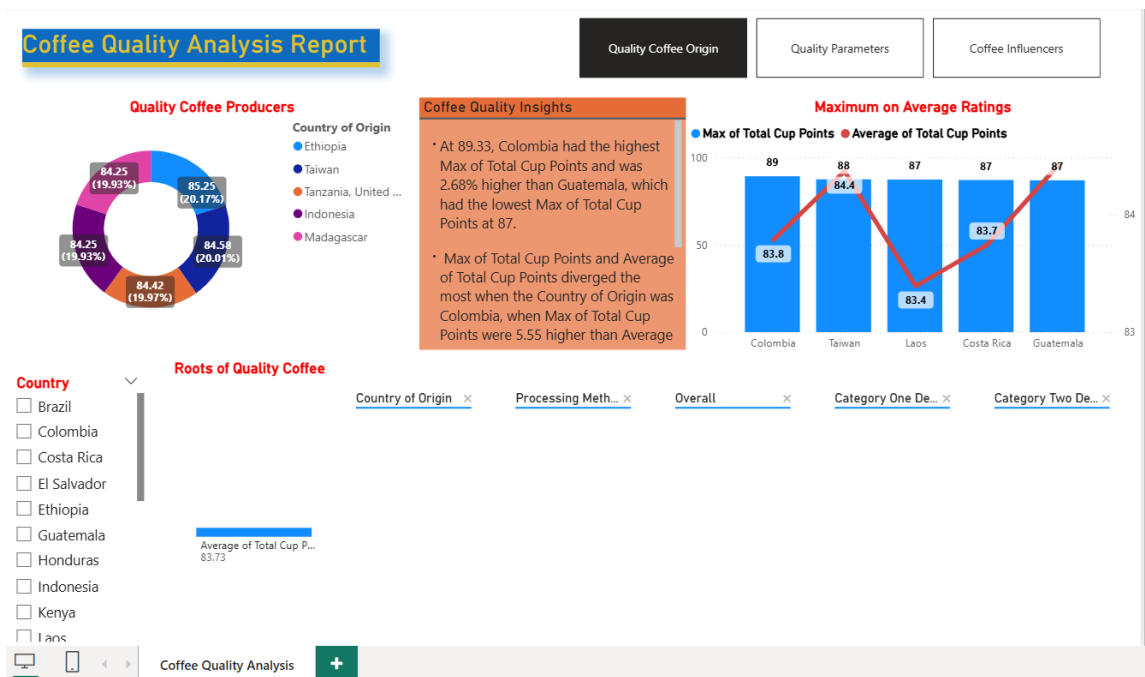 Coffee Quality Analysis Report
Quality Coffee Origin
Quality Parameters
Coffee Influencers
Quality Coffee Producers
Country of Origin
Ethiopia
Taiwan
Tanzania, United ...
Indonesia
Madagascar
84.25
(19.93%)
85.25
(20.17%)
84.25
(19.93%)
84.58
(20.01%)
84.42
(19.97%)
Coffee Quality Insights
• At 89.33, Colombia had the highest
Max of Total Cup Points and was
2.68% higher than Guatemala, which
had the lowest Max of Total Cup
Points at 87.
• Max of Total Cup Points and Average
of Total Cup Points diverged the
most when the Country of Origin was
Colombia, when Max of Total Cup
Points were 5.55 higher than Average
Maximum on Average Ratings
Max of Total Cup Points
Average of Total Cup Points
100
50
0
89
88
87
87
87
83.8
84.4
83.4
83.7
84
83
Colombia
Taiwan
Laos
Costa Rica
Guatemala
Country
Brazil
Colombia
Costa Rica
El Salvador
Ethiopia
Guatemala
Honduras
Indonesia
Kenya
Laos
Roots of Quality Coffee
Country of Origin
Processing Meth...
Overall
Category One De...
Category Two De...
Average of Total Cup P...
83.73
Coffee Quality Analysis